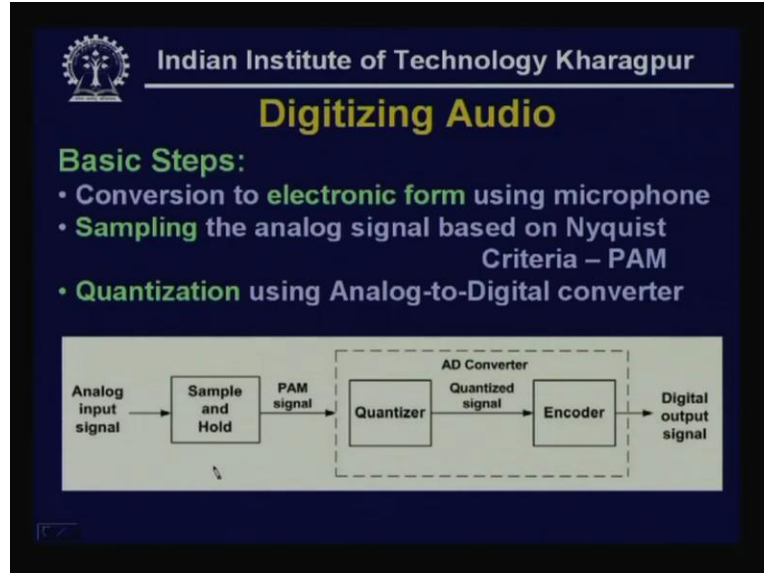 Indian Institute of Technology Kharagpur
Digitizing Audio
Basic Steps:
• Conversion to electronic form using microphone
• Sampling the analog signal based on Nyquist
Criteria – PAM
• Quantization using Analog-to-Digital converter
Analog
input
signal
Sample
and
Hold
PAM
signal
AD Converter
Quantizer
Quantized
signal
Encoder
Digital
output
signal